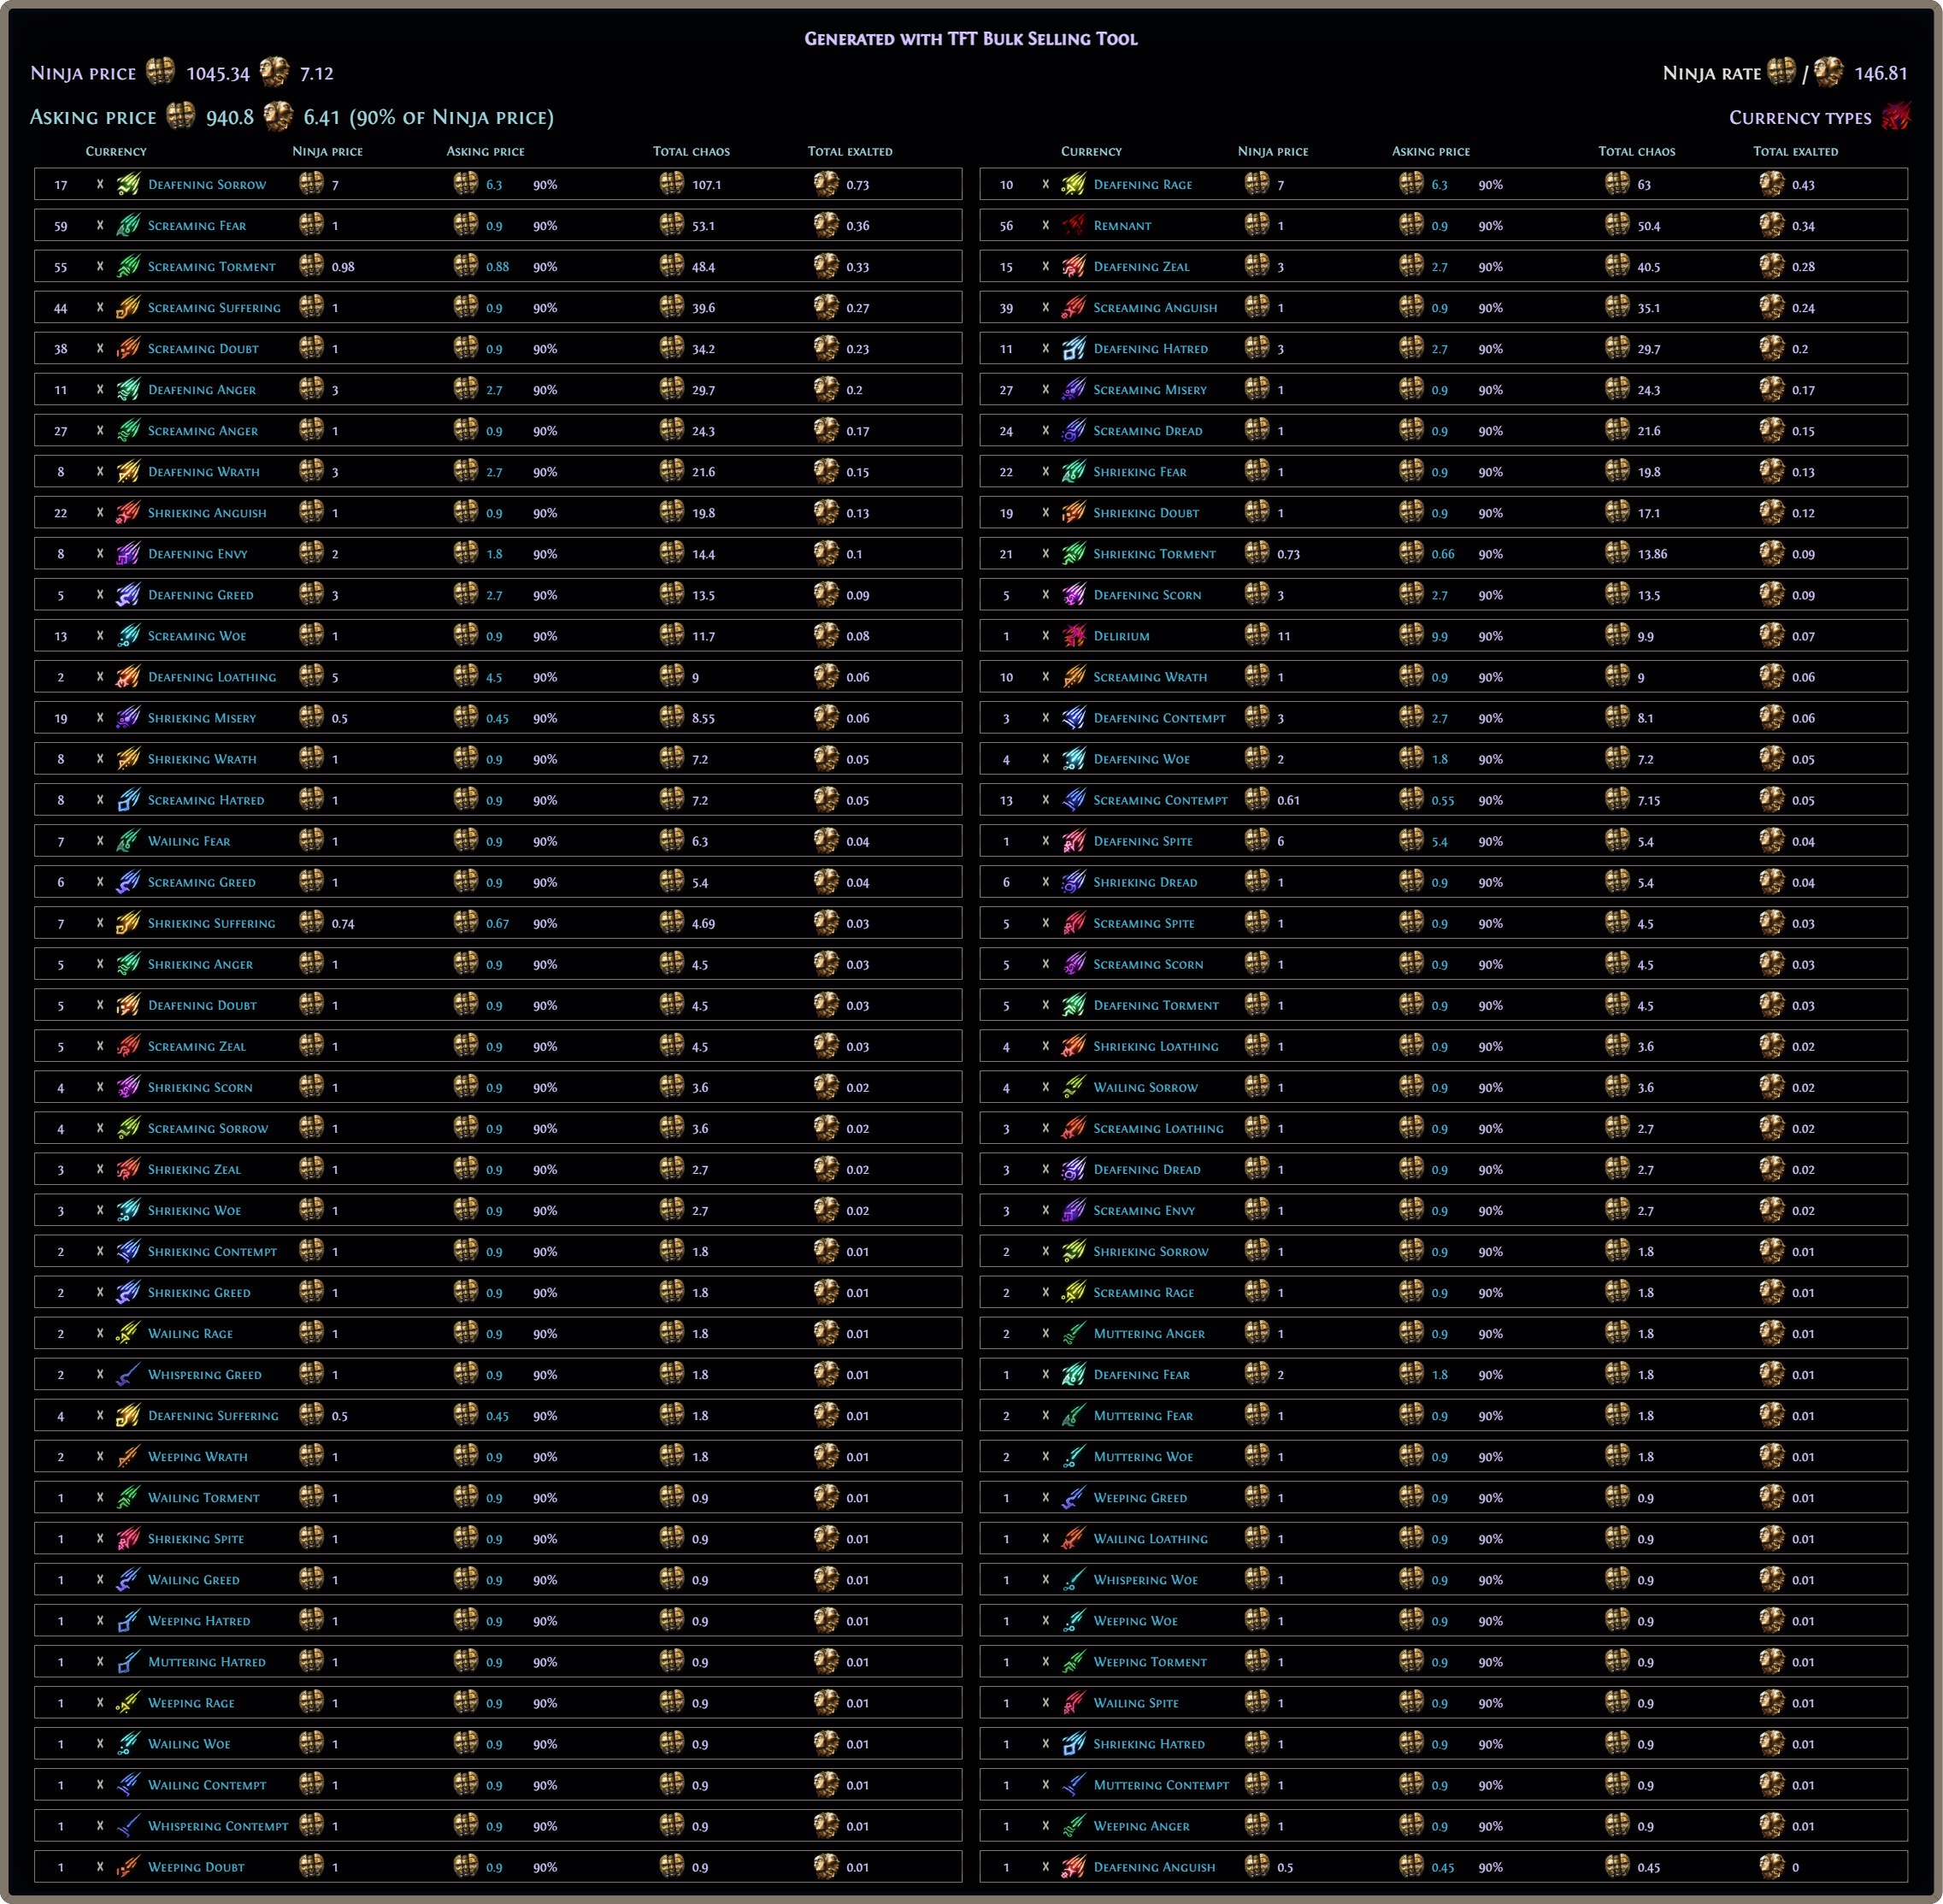 Generated with TFT Bulk Selling Tool
Ninja price 1045.34 7.12 Ninja rate / 146.81
Asking price 940.8 6.41 (90% of Ninja price) Currency types
Currency Ninja price Asking price Total chaos Total exalted Currency Ninja price Asking price Total chaos Total exalted
17 x Deafening Sorrow 7 6.3 90% 107.1 0.73 10 x Deafening Rage 7 6.3 90% 63 0.43
59 x Screaming Fear 1 0.9 90% 53.1 0.36 56 x Remnant 1 0.9 90% 50.4 0.34
55 x Screaming Torment 0.98 0.88 90% 48.4 0.33 15 x Deafening Zeal 3 2.7 90% 40.5 0.28
44 x Screaming Suffering 1 0.9 90% 39.6 0.27 39 x Screaming Anguish 1 0.9 90% 35.1 0.24
38 x Screaming Doubt 1 0.9 90% 34.2 0.23 11 x Deafening Hatred 3 2.7 90% 29.7 0.2
11 x Deafening Anger 3 2.7 90% 29.7 0.2 27 x Screaming Misery 1 0.9 90% 24.3 0.17
27 x Screaming Anger 1 0.9 90% 24.3 0.17 24 x Screaming Dread 1 0.9 90% 21.6 0.15
8 x Deafening Wrath 3 2.7 90% 21.6 0.15 22 x Shrieking Fear 1 0.9 90% 19.8 0.13
22 x Shrieking Anguish 1 0.9 90% 19.8 0.13 19 x Shrieking Doubt 1 0.9 90% 17.1 0.12
8 x Deafening Envy 2 1.8 90% 14.4 0.1 21 x Shrieking Torment 0.73 0.66 90% 13.86 0.09
5 x Deafening Greed 3 2.7 90% 13.5 0.09 5 x Deafening Scorn 3 2.7 90% 13.5 0.09
13 x Screaming Woe 1 0.9 90% 11.7 0.08 1 x Delirium 11 9.9 90% 9.9 0.07
2 x Deafening Loathing 5 4.5 90% 9 0.06 10 x Screaming Wrath 1 0.9 90% 9 0.06
19 x Shrieking Misery 0.5 0.45 90% 8.55 0.06 3 x Deafening Contempt 3 2.7 90% 8.1 0.06
8 x Shrieking Wrath 1 0.9 90% 7.2 0.05 4 x Deafening Woe 2 1.8 90% 7.2 0.05
8 x Screaming Hatred 1 0.9 90% 7.2 0.05 13 x Screaming Contempt 0.61 0.55 90% 7.15 0.05
7 x Wailing Fear 1 0.9 90% 6.3 0.04 1 x Deafening Spite 6 5.4 90% 5.4 0.04
6 x Screaming Greed 1 0.9 90% 5.4 0.04 6 x Shrieking Dread 1 0.9 90% 5.4 0.04
7 x Shrieking Suffering 0.74 0.67 90% 4.69 0.03 5 x Screaming Spite 1 0.9 90% 4.5 0.03
5 x Shrieking Anger 1 0.9 90% 4.5 0.03 5 x Screaming Scorn 1 0.9 90% 4.5 0.03
5 x Deafening Doubt 1 0.9 90% 4.5 0.03 5 x Deafening Torment 1 0.9 90% 4.5 0.03
5 x Screaming Zeal 1 0.9 90% 4.5 0.03 4 x Shrieking Loathing 1 0.9 90% 3.6 0.02
4 x Shrieking Scorn 1 0.9 90% 3.6 0.02 4 x Wailing Sorrow 1 0.9 90% 3.6 0.02
4 x Screaming Sorrow 1 0.9 90% 3.6 0.02 3 x Screaming Loathing 1 0.9 90% 2.7 0.02
3 x Shrieking Zeal 1 0.9 90% 2.7 0.02 3 x Deafening Dread 1 0.9 90% 2.7 0.02
3 x Shrieking Woe 1 0.9 90% 2.7 0.02 3 x Screaming Envy 1 0.9 90% 2.7 0.02
2 x Shrieking Contempt 1 0.9 90% 1.8 0.01 2 x Shrieking Sorrow 1 0.9 90% 1.8 0.01
2 x Shrieking Greed 1 0.9 90% 1.8 0.01 2 x Screaming Rage 1 0.9 90% 1.8 0.01
2 x Wailing Rage 1 0.9 90% 1.8 0.01 2 x Muttering Anger 1 0.9 90% 1.8 0.01
2 x Whispering Greed 1 0.9 90% 1.8 0.01 1 x Deafening Fear 2 1.8 90% 1.8 0.01
4 x Deafening Suffering 0.5 0.45 90% 1.8 0.01 2 x Muttering Fear 1 0.9 90% 1.8 0.01
2 x Weeping Wrath 1 0.9 90% 1.8 0.01 2 x Muttering Woe 1 0.9 90% 1.8 0.01
1 x Wailing Torment 1 0.9 90% 0.9 0.01 1 x Weeping Greed 1 0.9 90% 0.9 0.01
1 x Shrieking Spite 1 0.9 90% 0.9 0.01 1 x Wailing Loathing 1 0.9 90% 0.9 0.01
1 x Wailing Greed 1 0.9 90% 0.9 0.01 1 x Whispering Woe 1 0.9 90% 0.9 0.01
1 x Weeping Hatred 1 0.9 90% 0.9 0.01 1 x Weeping Woe 1 0.9 90% 0.9 0.01
1 x Muttering Hatred 1 0.9 90% 0.9 0.01 1 x Weeping Torment 1 0.9 90% 0.9 0.01
1 x Weeping Rage 1 0.9 90% 0.9 0.01 1 x Wailing Spite 1 0.9 90% 0.9 0.01
1 x Wailing Woe 1 0.9 90% 0.9 0.01 1 x Shrieking Hatred 1 0.9 90% 0.9 0.01
1 x Wailing Contempt 1 0.9 90% 0.9 0.01 1 x Muttering Contempt 1 0.9 90% 0.9 0.01
1 x Whispering Contempt 1 0.9 90% 0.9 0.01 1 x Weeping Anger 1 0.9 90% 0.9 0.01
1 x Weeping Doubt 1 0.9 90% 0.9 0.01 1 x Deafening Anguish 0.5 0.45 90% 0.45 0